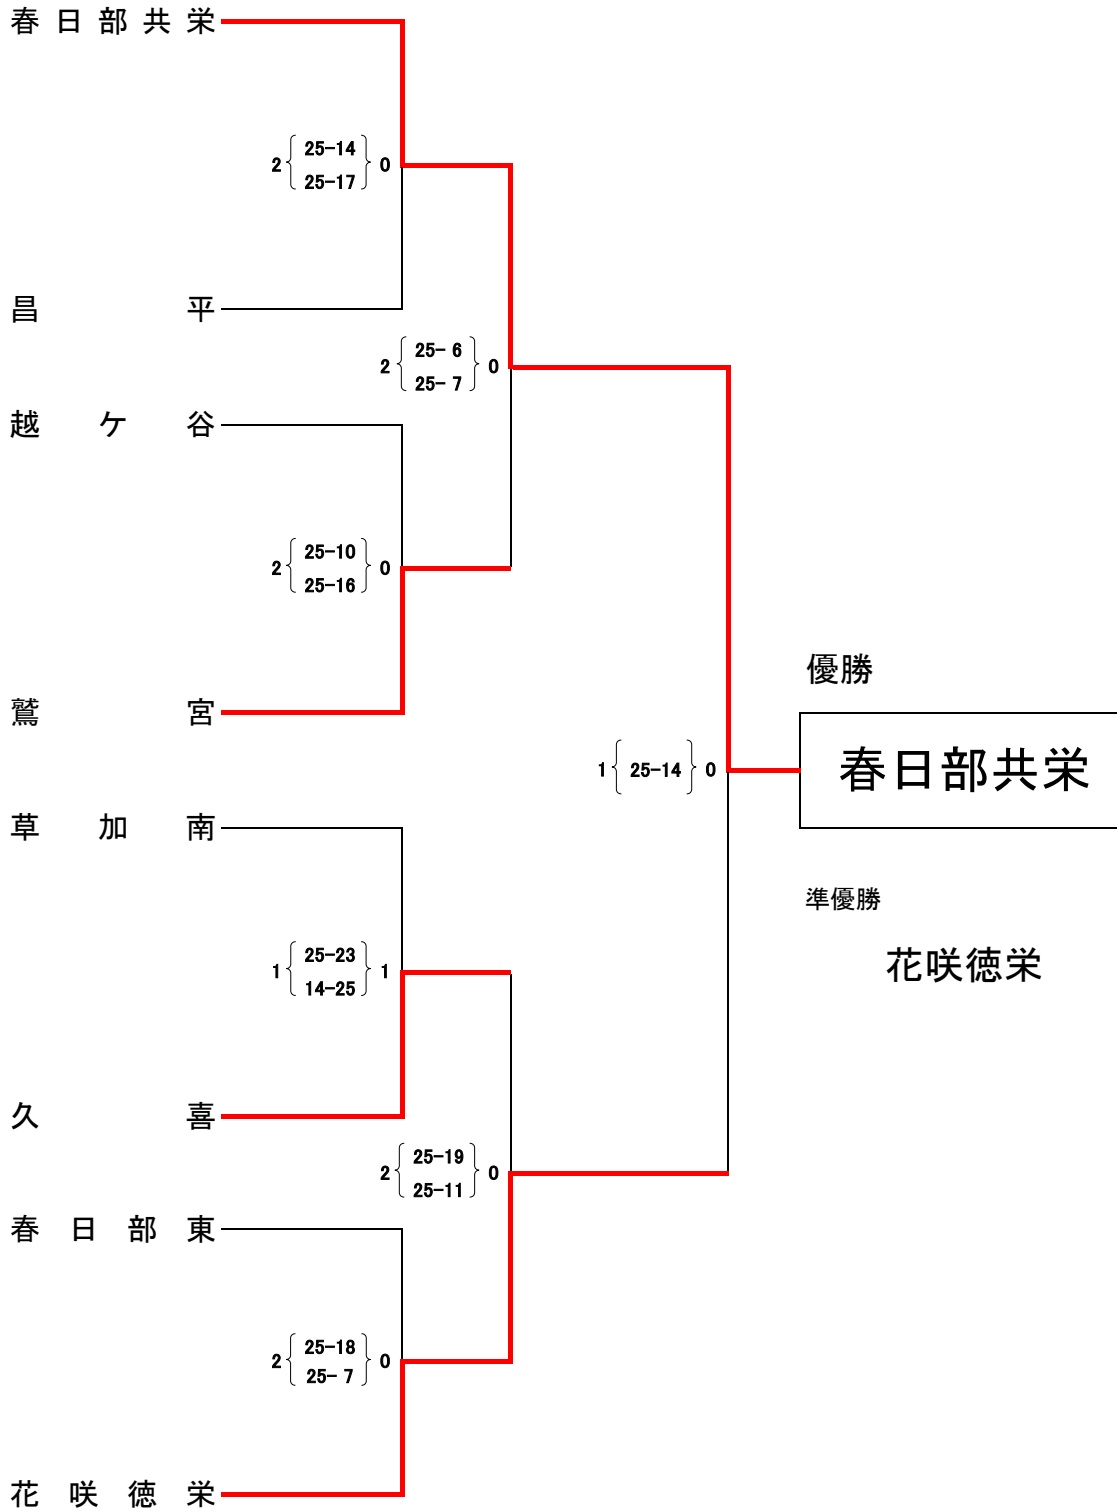 春日部共栄
2 25-14 0
25-17
昌平
2 25- 6 0
25- 7
越ケ谷
2 25-10 0
25-16
鷲宮
優勝
春日部共栄
1 25-14 0
草加南
準優勝
花咲徳栄
1 25-23 1
14-25
久喜
2 25-19 0
25-11
春日部東
2 25-18 0
25- 7
花咲徳栄